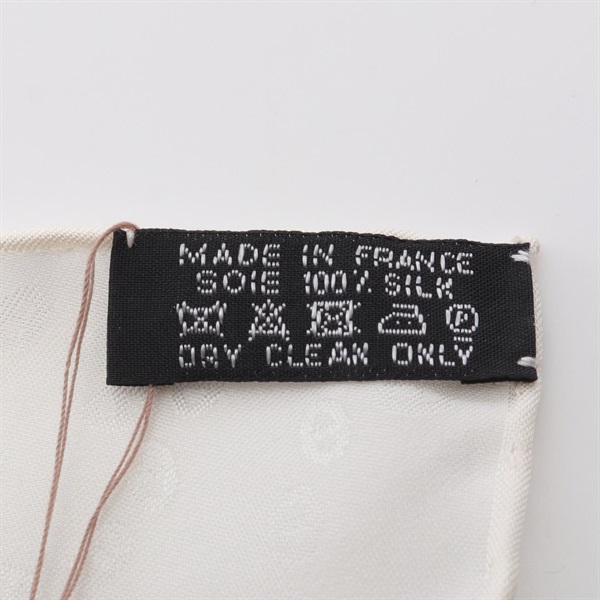 MADE IN FRANCE
SOIE 100% SILK
P
DRY CLEAN ONLY